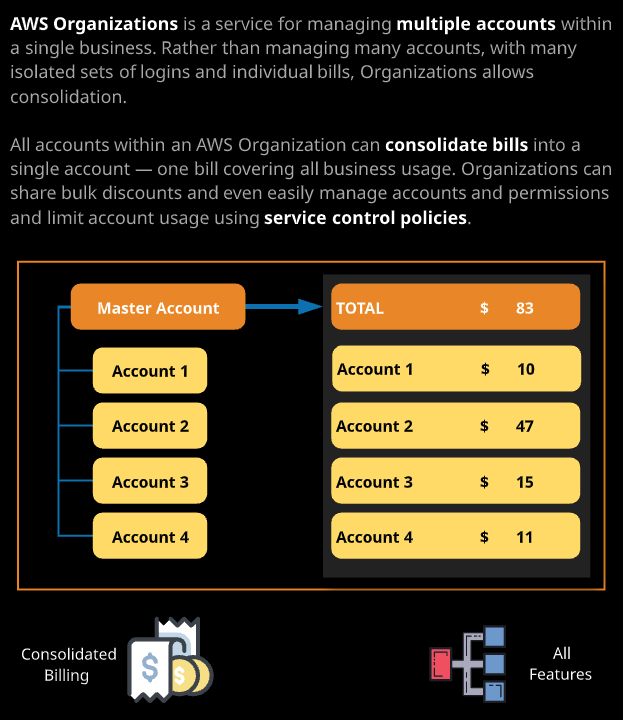 AWS Organizations is a service for managing multiple accounts within
a single business. Rather than managing many accounts, with many
isolated sets of logins and individual bills, Organizations allows
consolidation.
All accounts within an AWS Organization can consolidate bills into a
single account — one bill covering all business usage. Organizations can
share bulk discounts and even easily manage accounts and permissions
and limit account usage using service control policies.
Master Account
Account 1
Account 2
Account 3
Account 4
TOTAL $ 83
Account 1 $ 10
Account 2 $ 47
Account 3 $ 15
Account 4 $ 11
Consolidated
Billing
$
$
All
Features